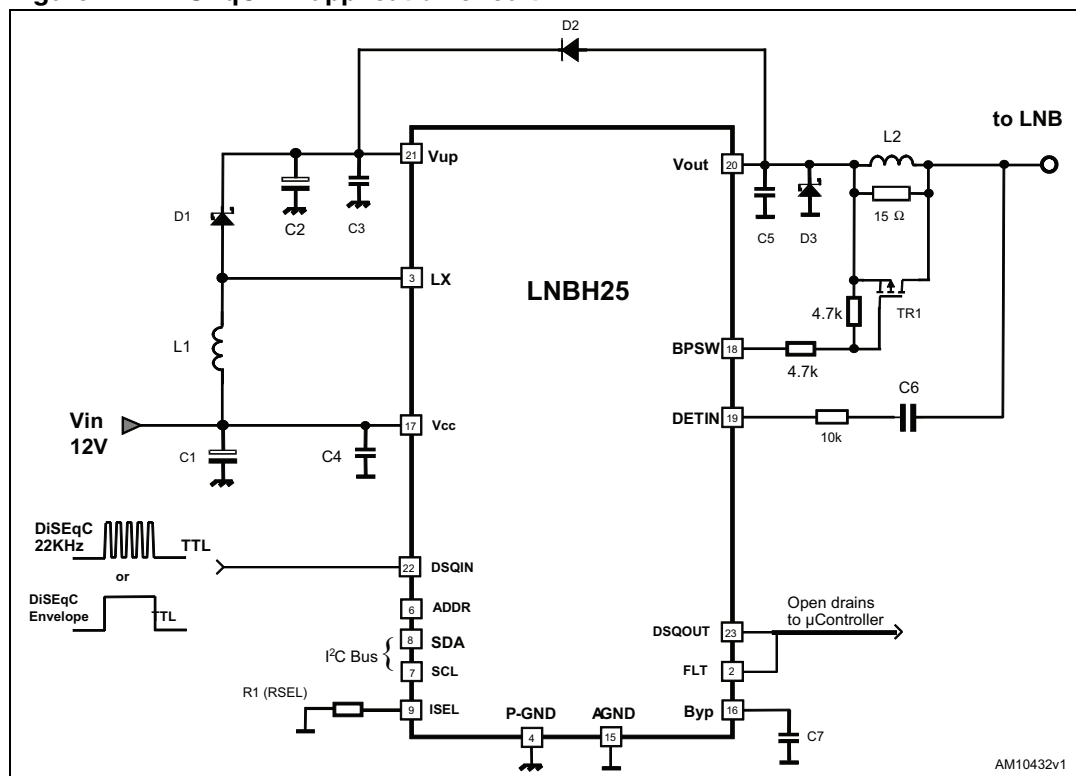 D2
to LNB
L2
21 Vup
Vout 20
D1
C2
C3
C5
D3
15 Ω
3 LX
LNBH25
4.7k
TR1
L1
BPSW 18
4.7k
C6
Vin
12V
17 Vcc
DETIN 19
10k
C1
C4
DiSEqC
22KHz
TTL
or
22 DSQIN
DiSEqC
Envelope
TTL
6 ADDR
Open drains
to µController
DSQOUT 23
I²C Bus {
8 SDA
7 SCL
FLT 2
R1 (RSEL)
9 ISEL
P-GND
4
AGND
15
Byp 16
C7
AM10432v1